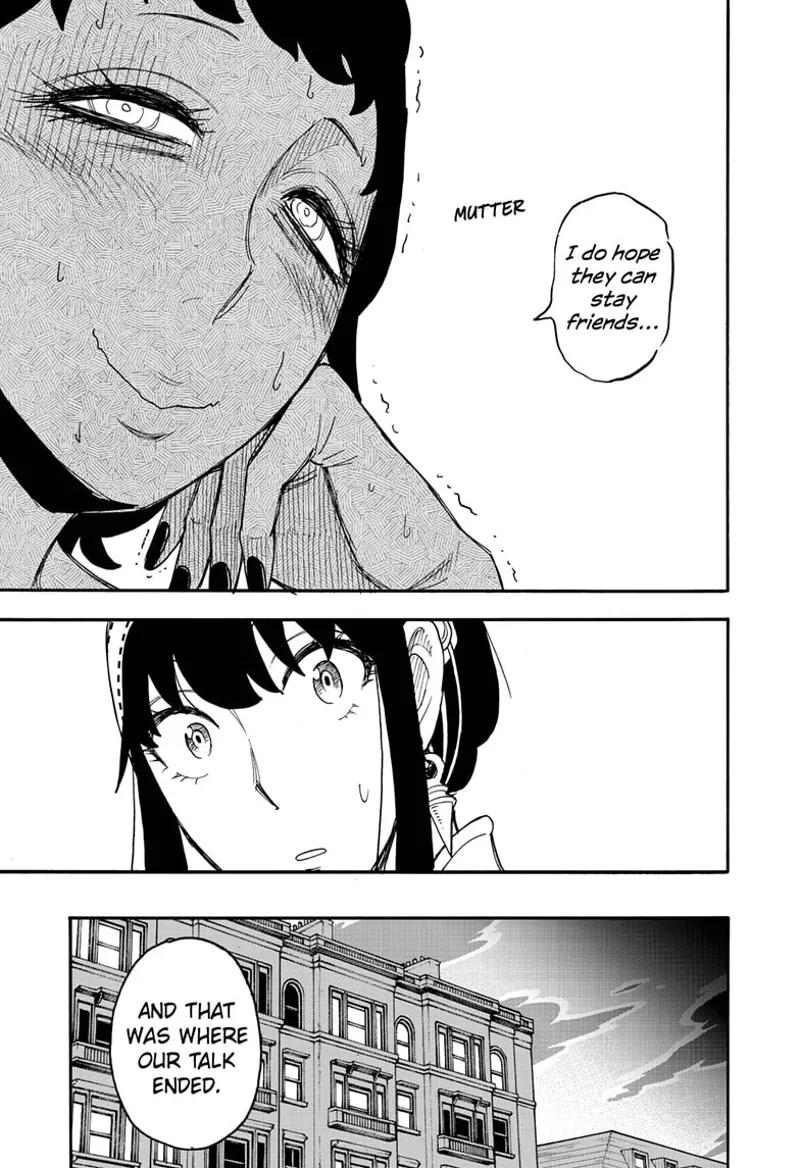 I do hope
they can
stay
friends...
MUTTER
AND THAT
WAS WHERE
OUR TALK
ENDED.